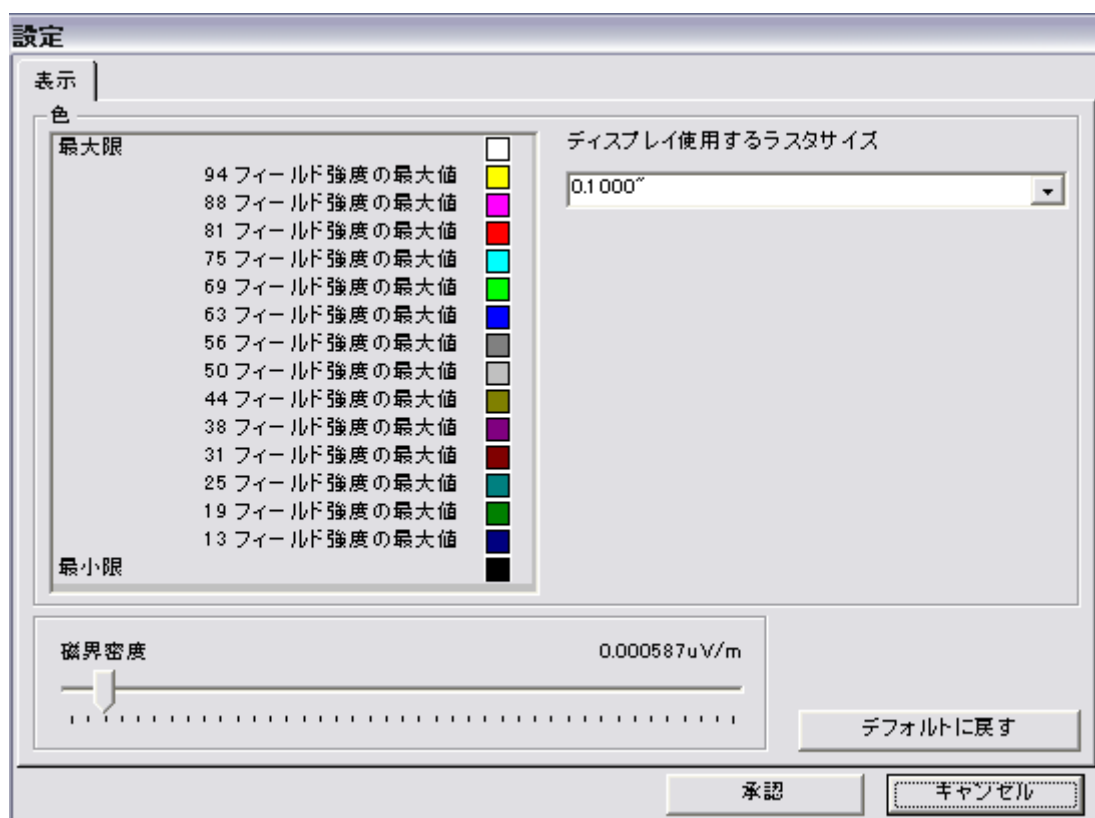 設定
表示
色
最大限
94 フィールド強度の最大値
88 フィールド強度の最大値
81 フィールド強度の最大値
75 フィールド強度の最大値
69 フィールド強度の最大値
63 フィールド強度の最大値
56 フィールド強度の最大値
50 フィールド強度の最大値
44 フィールド強度の最大値
38 フィールド強度の最大値
31 フィールド強度の最大値
25 フィールド強度の最大値
19 フィールド強度の最大値
13 フィールド強度の最大値
最小限
ディスプレイ使用するラスタサイズ
0.1000"
磁界密度
0.000587uV/m
デフォルトに戻す
承認
キャンセル